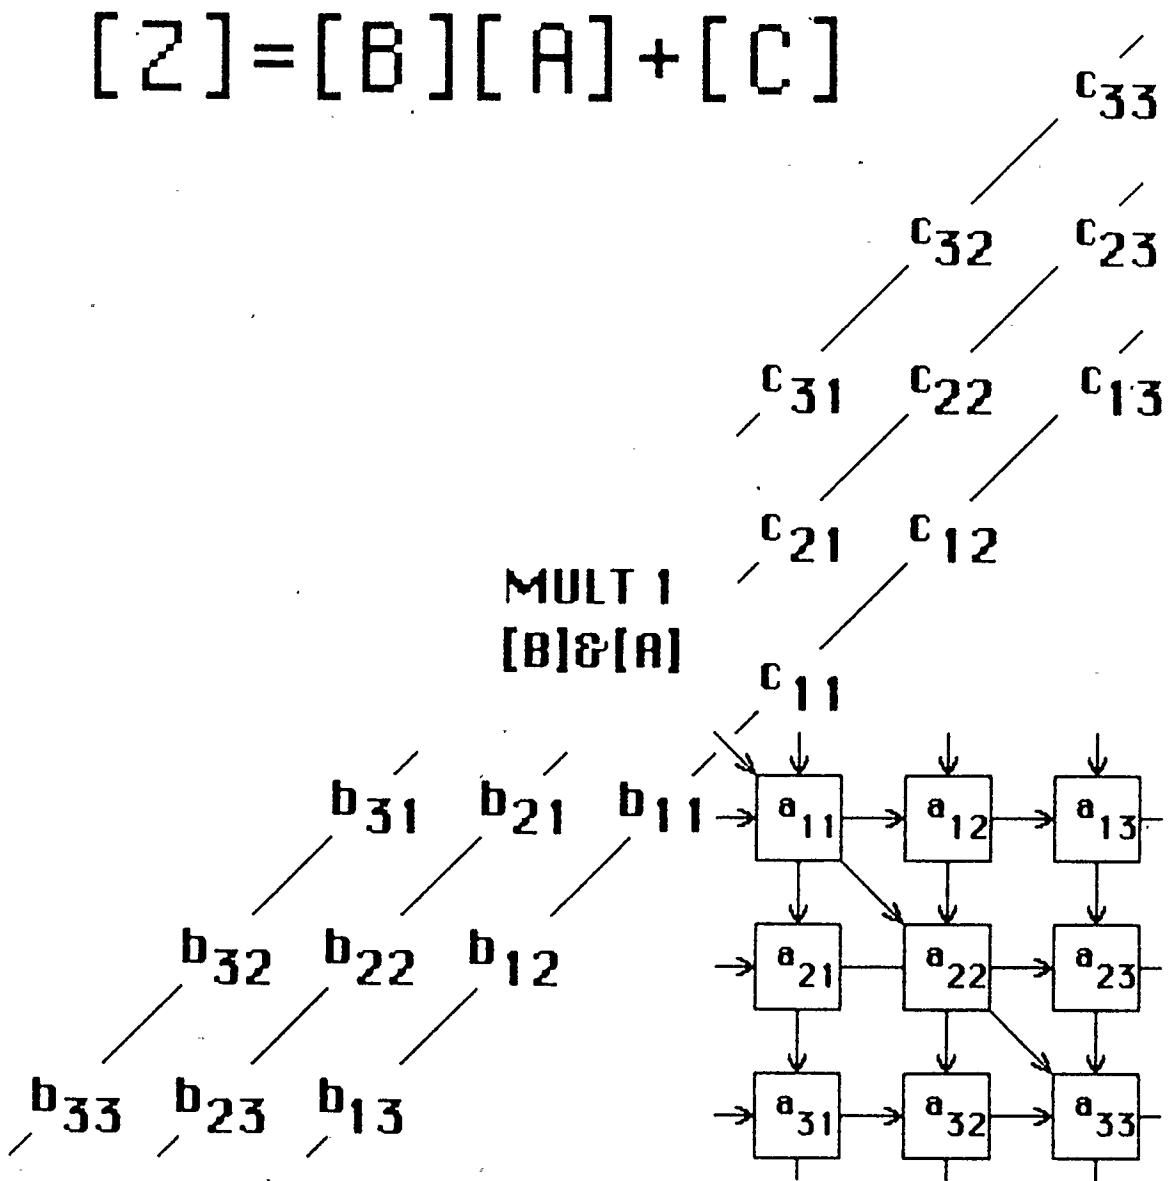 [Z]=[B][A]+[C]
c33
c32 c23
c31 c22 c13
c21 c12
MULT 1
[B]&[A]
c11
b31 b21 b11 a11 a12 a13
b32 b22 b12 a21 a22 a23
b33 b23 b13 a31 a32 a33